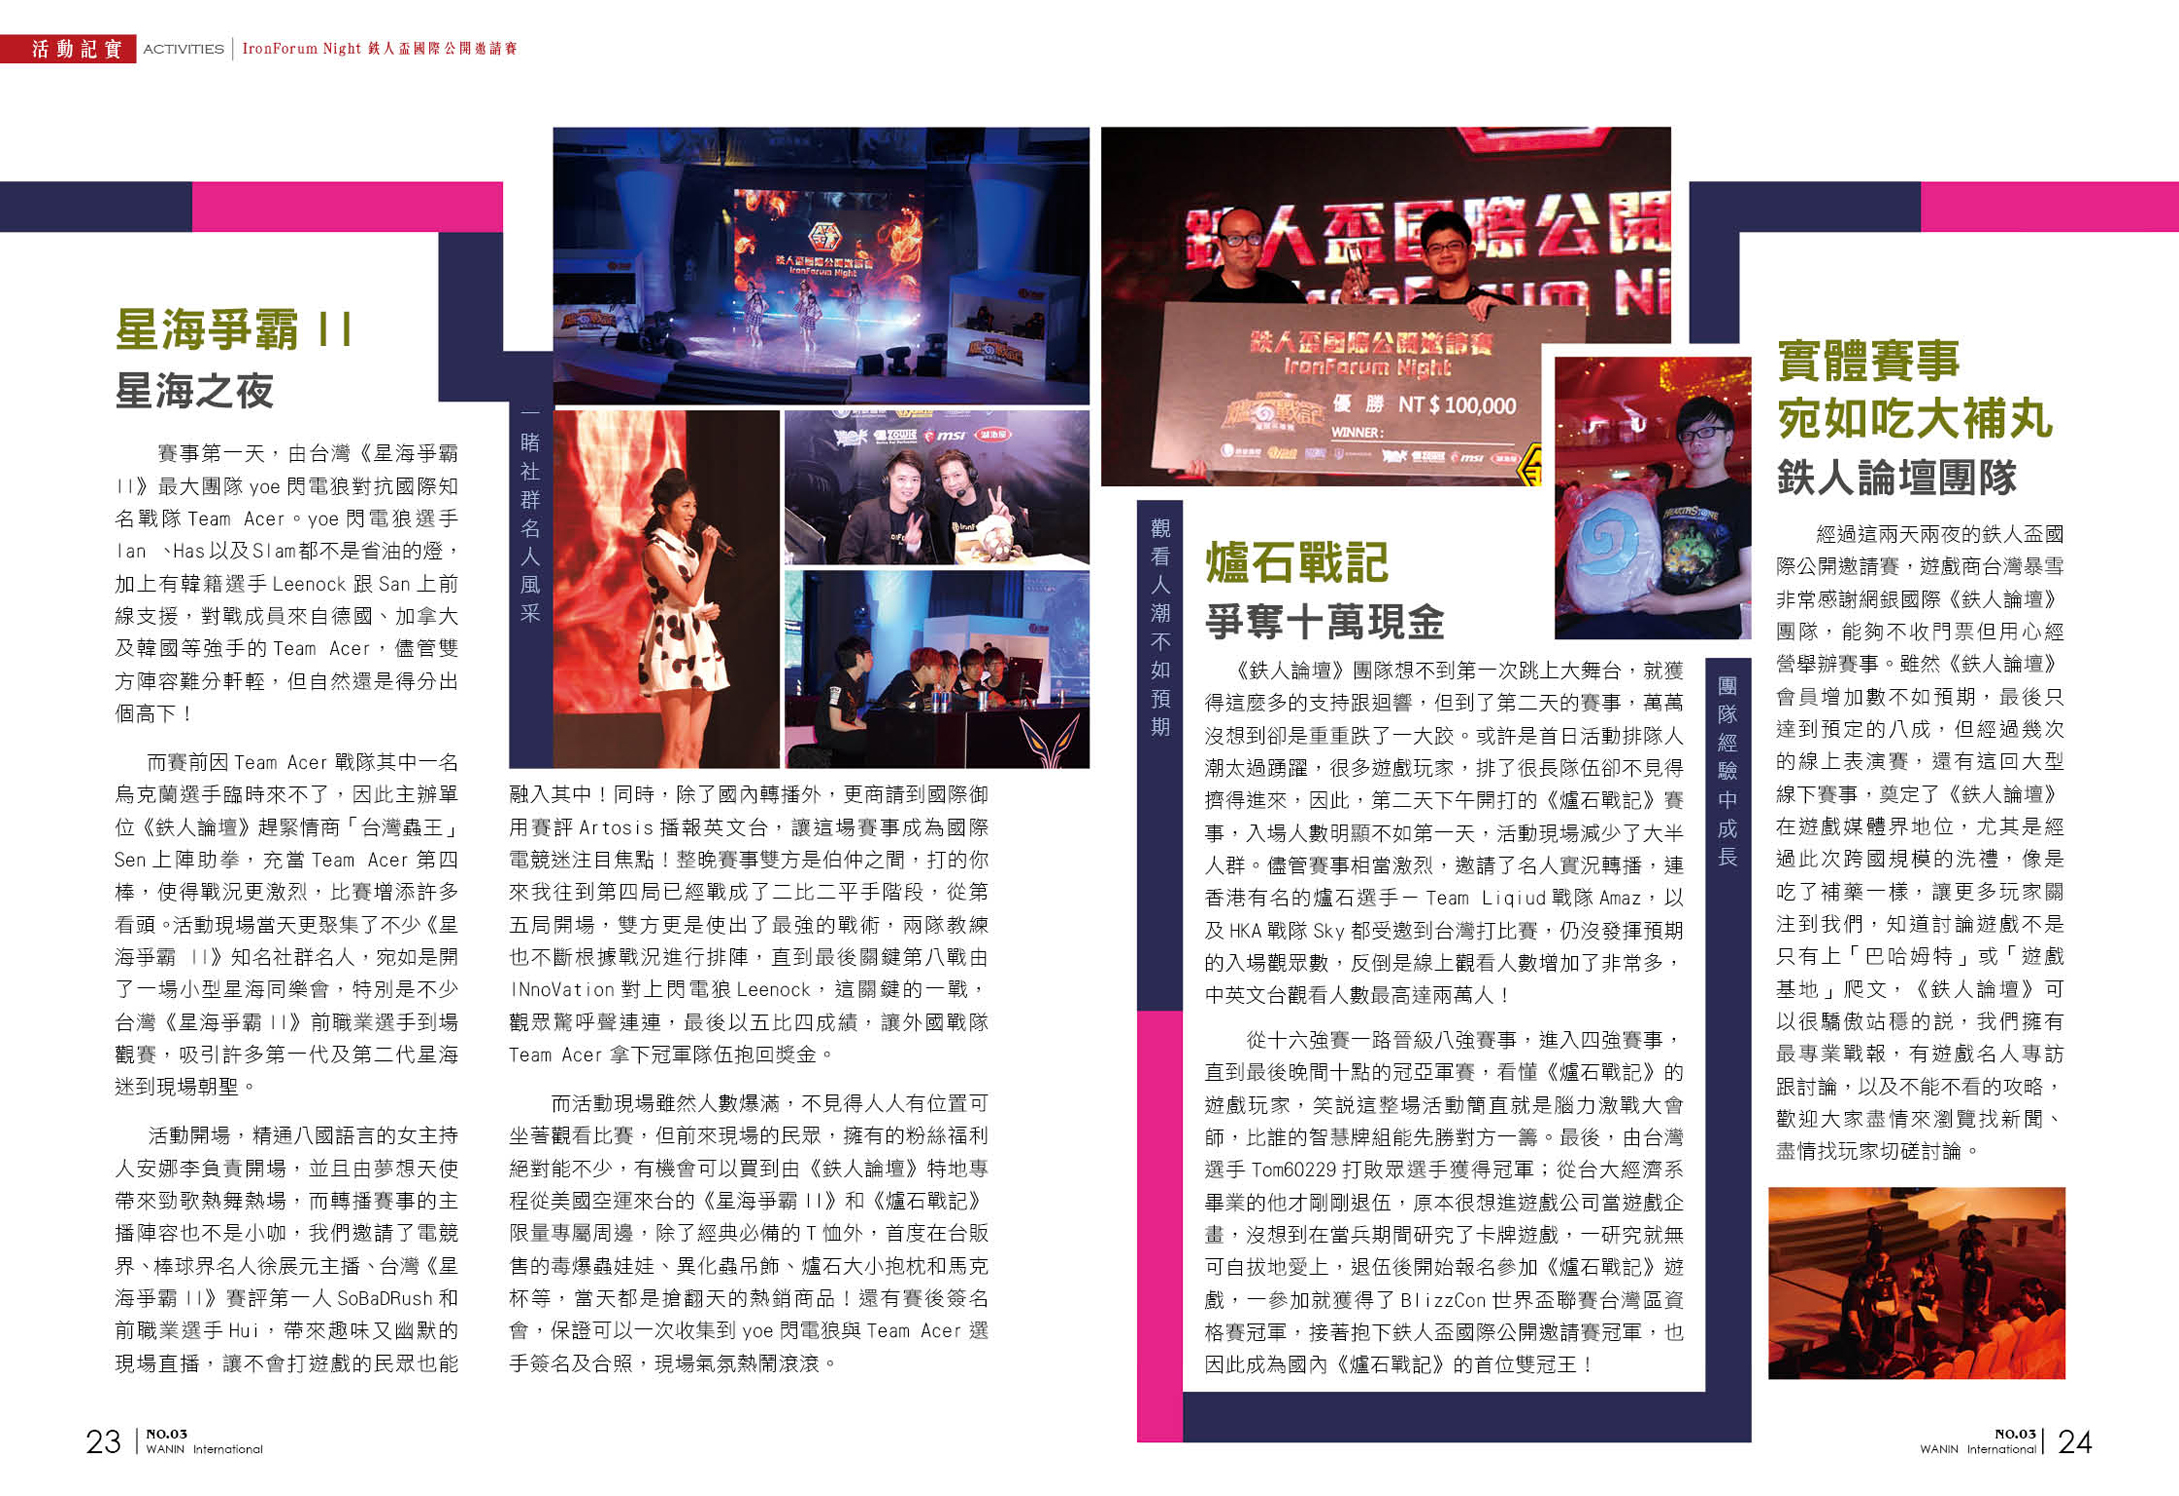 活動記實 ACTIVITIES IronForum Night 鉄人盃國際公開邀請賽
星海爭霸 II
星海之夜
賽事第一天，由台灣《星海爭霸
II》最大團隊 yoe 閃電狼對抗國際知
名戰隊 Team Acer。yoe 閃電狼選手
Ian 、Has 以及 Slam 都不是省油的燈，
加上有韓籍選手 Leenock 跟 San 上前
線支援，對戰成員來自德國、加拿大
及韓國等強手的 Team Acer，儘管雙
方陣容難分軒輊，但自然還是得分出
個高下！
而賽前因 Team Acer 戰隊其中一名
烏克蘭選手臨時來不了，因此主辦單
位《鉄人論壇》趕緊情商「台灣蟲王」
Sen 上陣助拳，充當 Team Acer 第四
棒，使得戰況更激烈，比賽增添許多
看頭。活動現場當天更聚集了不少《星
海爭霸 II》知名社群名人，宛如是開
了一場小型星海同樂會，特別是不少
台灣《星海爭霸 II》前職業選手到場
觀賽，吸引許多第一代及第二代星海
迷到現場朝聖。
活動開場，精通八國語言的女主持
人安娜李負責開場，並且由夢想天使
帶來勁歌熱舞熱場，而轉播賽事的主
播陣容也不是小咖，我們邀請了電競
界、棒球界名人徐展元主播、台灣《星
海爭霸 II》賽評第一人 SoBaDRush 和
前職業選手 Hui，帶來趣味又幽默的
現場直播，讓不會打遊戲的民眾也能
一睹社群名人風采
鉄人盃國際公開邀請賽
IronForum Night
ZOWIE
msi
融入其中！同時，除了國內轉播外，更商請到國際御
用賽評 Artosis 播報英文台，讓這場賽事成為國際
電競迷注目焦點！整晚賽事雙方是伯仲之間，打的你
來我往到第四局已經戰成了二比二平手階段，從第
五局開場，雙方更是使出了最強的戰術，兩隊教練
也不斷根據戰況進行排陣，直到最後關鍵第八戰由
INnoVation 對上閃電狼 Leenock，這關鍵的一戰，
觀眾驚呼聲連連，最後以五比四成績，讓外國戰隊
Team Acer 拿下冠軍隊伍抱回獎金。
而活動現場雖然人數爆滿，不見得人人有位置可
坐著觀看比賽，但前來現場的民眾，擁有的粉絲福利
絕對能不少，有機會可以買到由《鉄人論壇》特地專
程從美國空運來台的《星海爭霸 II》和《爐石戰記》
限量專屬周邊，除了經典必備的 T 恤外，首度在台販
售的毒爆蟲娃娃、異化蟲吊飾、爐石大小抱枕和馬克
杯等，當天都是搶翻天的熱銷商品！還有賽後簽名
會，保證可以一次收集到 yoe 閃電狼與 Team Acer 選
手簽名及合照，現場氣氛熱鬧滾滾。
鉄人盃國際公開
IronForum Ni
鉄人盃國際公開邀請賽
IronForum Night
爐石戰記
優勝 NT $ 100,000
WINNER:
ZOWIE
msi
HEARTHSTONE
觀看人潮不如預期
爐石戰記
爭奪十萬現金
《鉄人論壇》團隊想不到第一次跳上大舞台，就獲
得這麼多的支持跟迴響，但到了第二天的賽事，萬萬
沒想到卻是重重跌了一大跤。或許是首日活動排隊人
潮太過踴躍，很多遊戲玩家，排了很長隊伍卻不見得
擠得進來，因此，第二天下午開打的《爐石戰記》賽
事，入場人數明顯不如第一天，活動現場減少了大半
人群。儘管賽事相當激烈，邀請了名人實況轉播，連
香港有名的爐石選手－ Team Liqiud 戰隊 Amaz，以
及 HKA 戰隊 Sky 都受邀到台灣打比賽，仍沒發揮預期
的入場觀眾數，反倒是線上觀看人數增加了非常多，
中英文台觀看人數最高達兩萬人！
從十六強賽一路晉級八強賽事，進入四強賽事，
直到最後晚間十點的冠亞軍賽，看懂《爐石戰記》的
遊戲玩家，笑說這整場活動簡直就是腦力激戰大會
師，比誰的智慧牌組能先勝對方一籌。最後，由台灣
選手 Tom60229 打敗眾選手獲得冠軍；從台大經濟系
畢業的他才剛剛退伍，原本很想進遊戲公司當遊戲企
畫，沒想到在當兵期間研究了卡牌遊戲，一研究就無
可自拔地愛上，退伍後開始報名參加《爐石戰記》遊
戲，一參加就獲得了 BlizzCon 世界盃聯賽台灣區資
格賽冠軍，接著抱下鉄人盃國際公開邀請賽冠軍，也
因此成為國內《爐石戰記》的首位雙冠王！
團隊經驗中成長
實體賽事
宛如吃大補丸
鉄人論壇團隊
經過這兩天兩夜的鉄人盃國
際公開邀請賽，遊戲商台灣暴雪
非常感謝網銀國際《鉄人論壇》
團隊，能夠不收門票但用心經
營舉辦賽事。雖然《鉄人論壇》
會員增加數不如預期，最後只
達到預定的八成，但經過幾次
的線上表演賽，還有這回大型
線下賽事，奠定了《鉄人論壇》
在遊戲媒體界地位，尤其是經
過此次跨國規模的洗禮，像是
吃了補藥一樣，讓更多玩家關
注到我們，知道討論遊戲不是
只有上「巴哈姆特」或「遊戲
基地」爬文，《鉄人論壇》可
以很驕傲站穩的說，我們擁有
最專業戰報，有遊戲名人專訪
跟討論，以及不能不看的攻略，
歡迎大家盡情來瀏覽找新聞、
盡情找玩家切磋討論。
23 NO.03
WANIN International
NO.03
WANIN International 24